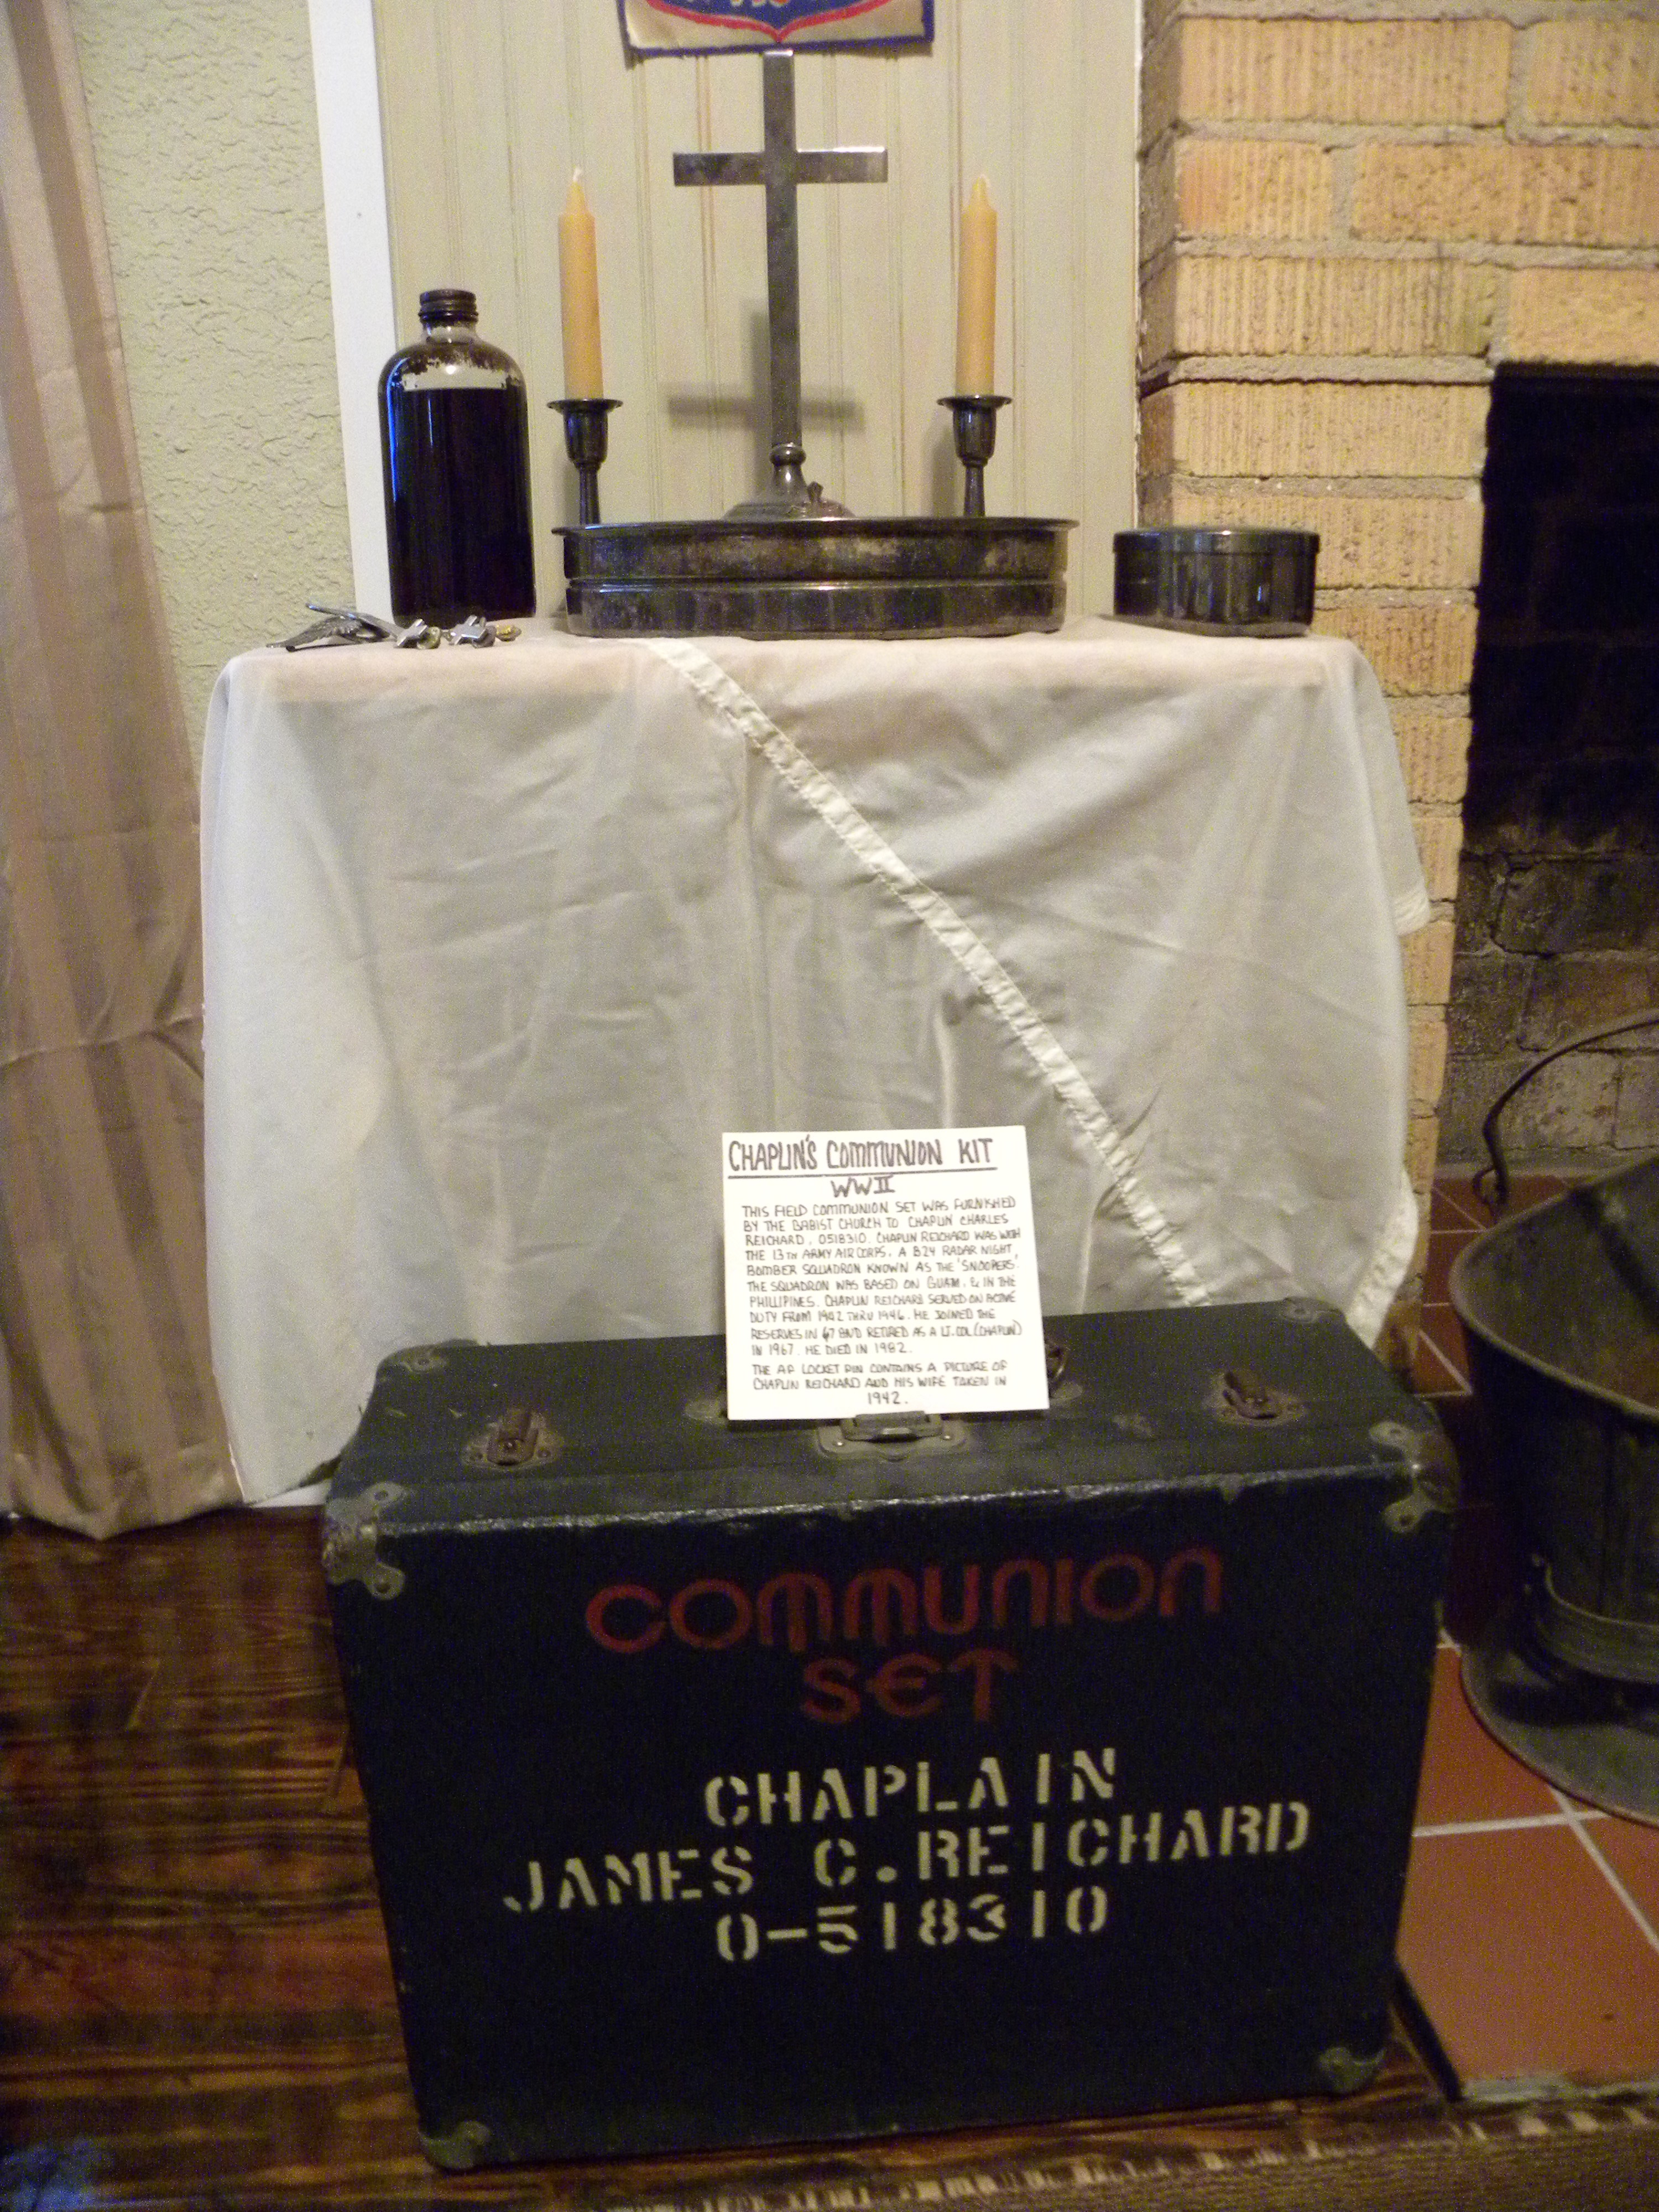 CHAPLIN'S COMMUNION KIT
WW II
THIS FIELD COMMUNION SET WAS FURNISHED
BY THE BABIST CHURCH TO CHAPLIN CHARLES
REICHARD, 0518310. CHAPLIN REICHARD WAS WITH
THE 13TH ARMY AIR CORPS, A B24 RADAR NIGHT,
BOMBER SQUADRON KNOWN AS THE 'SNOOPERS'.
THE SQUADRON WAS BASED ON GUAM, & IN THE
PHILLIPINES. CHAPLIN REICHARD SERVED ON ACTIVE
DUTY FROM 1942 THRU 1946. HE JOINED THE
RESERVES IN 47 AND RETIRED AS A LT. COL (CHAPLIN)
IN 1967. HE DIED IN 1982.
THE AF LOCKET PIN CONTAINS A PICTURE OF
CHAPLIN REICHARD AND HIS WIFE TAKEN IN
1942.
COMMUNION
SET
CHAPLAIN
JAMES C. REICHARD
0-518310